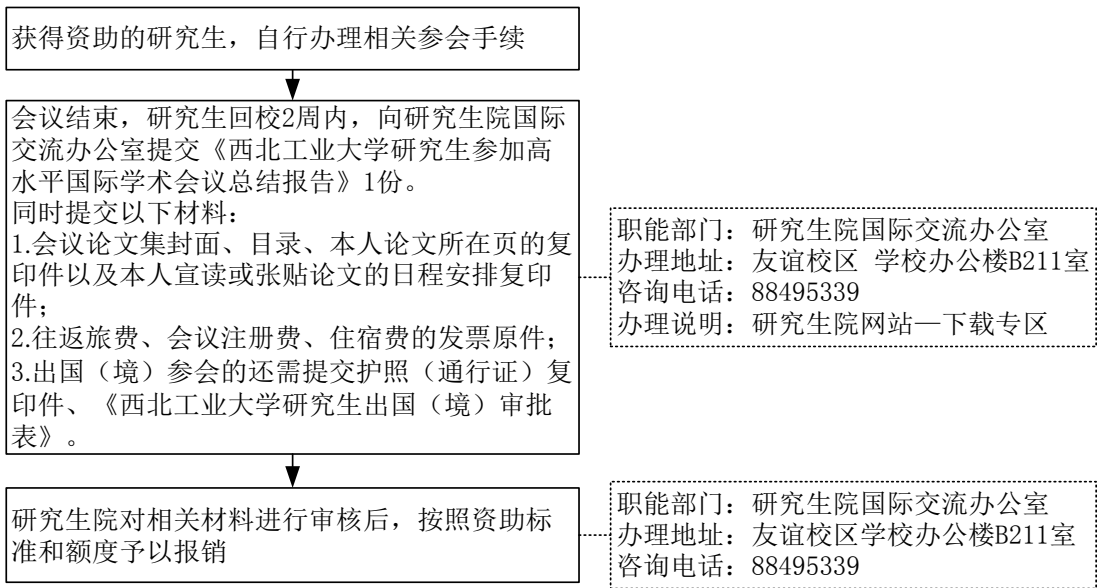 获得资助的研究生，自行办理相关参会手续
会议结束，研究生回校2周内，向研究生院国际
交流办公室提交《西北工业大学研究生参加高
水平国际学术会议总结报告》1份。
同时提交以下材料：
1.会议论文集封面、目录、本人论文所在页的复
印件以及本人宣读或张贴论文的日程安排复印
件；
2.往返旅费、会议注册费、住宿费的发票原件；
3.出国（境）参会的还需提交护照（通行证）复
印件、《西北工业大学研究生出国（境）审批
表》。
职能部门：研究生院国际交流办公室
办理地址：友谊校区 学校办公楼B211室
咨询电话：88495339
办理说明：研究生院网站—下载专区
研究生院对相关材料进行审核后，按照资助标
准和额度予以报销
职能部门：研究生院国际交流办公室
办理地址：友谊校区学校办公楼B211室
咨询电话：88495339